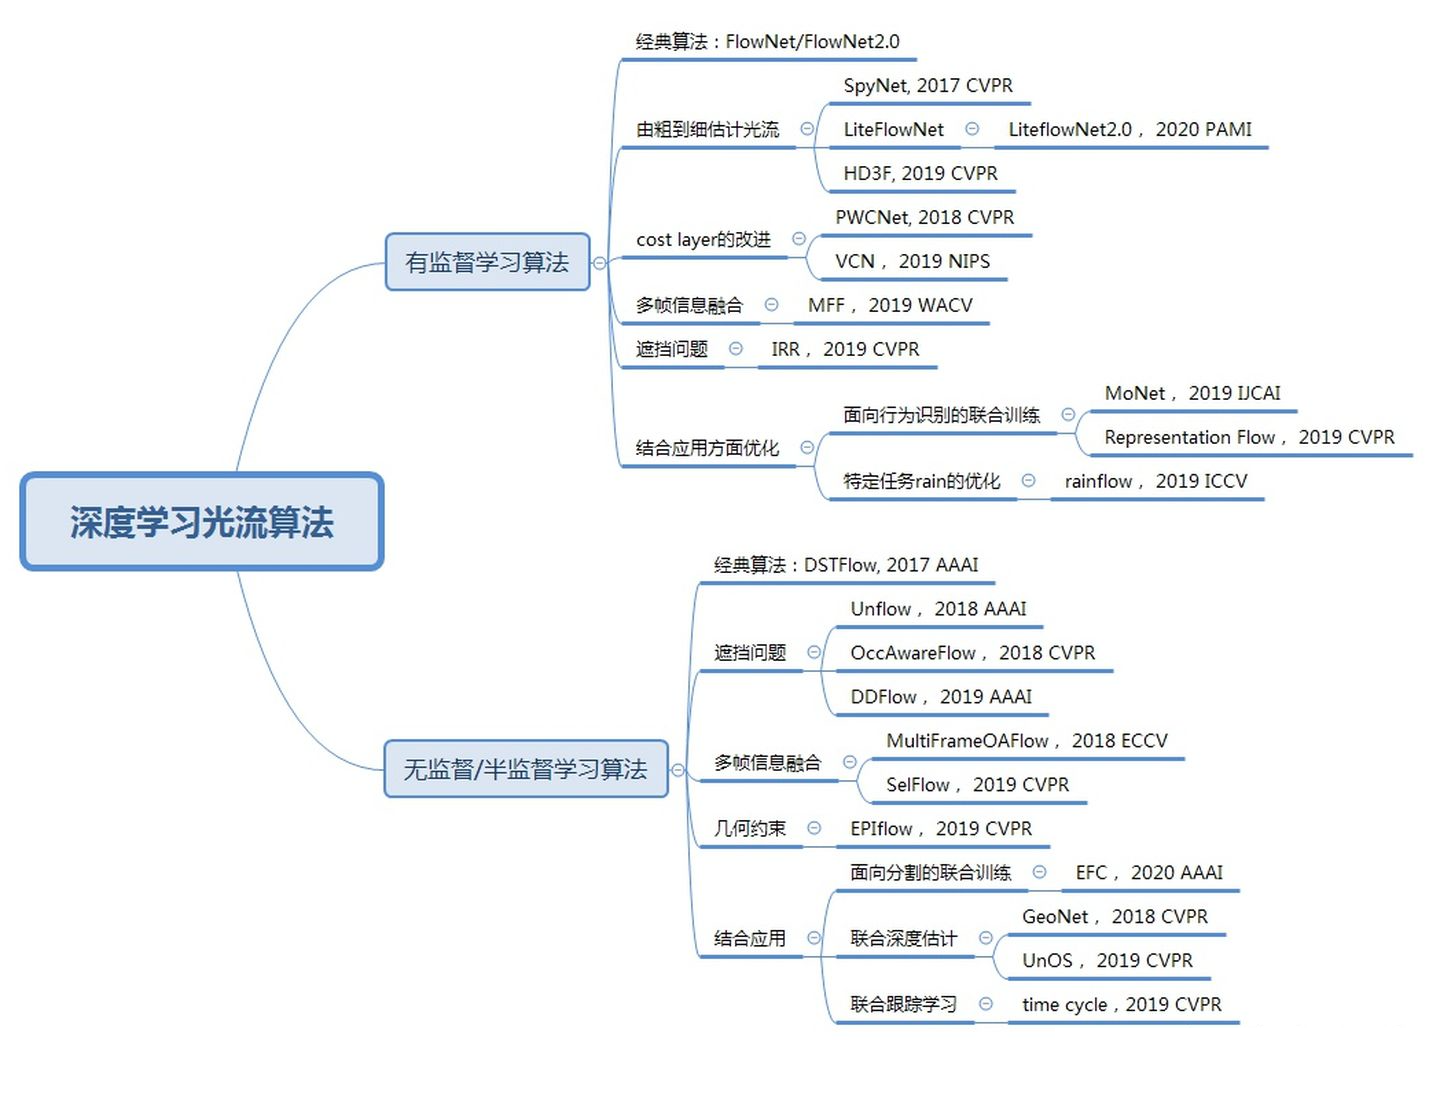 深度学习光流算法
有监督学习算法
经典算法：FlowNet/FlowNet2.0
由粗到细估计光流
SpyNet, 2017 CVPR
LiteFlowNet
LiteflowNet2.0， 2020 PAMI
HD3F, 2019 CVPR
cost layer的改进
PWCNet, 2018 CVPR
VCN， 2019 NIPS
多帧信息融合
MFF， 2019 WACV
遮挡问题
IRR， 2019 CVPR
结合应用方面优化
面向行为识别的联合训练
MoNet， 2019 IJCAI
Representation Flow， 2019 CVPR
特定任务rain的优化
rainflow， 2019 ICCV
无监督/半监督学习算法
经典算法：DSTFlow, 2017 AAAI
遮挡问题
Unflow， 2018 AAAI
OccAwareFlow， 2018 CVPR
DDFlow， 2019 AAAI
多帧信息融合
MultiFrameOAFlow， 2018 ECCV
SelFlow， 2019 CVPR
几何约束
EPIflow， 2019 CVPR
结合应用
面向分割的联合训练
EFC， 2020 AAAI
联合深度估计
GeoNet， 2018 CVPR
UnOS， 2019 CVPR
联合跟踪学习
time cycle，2019 CVPR